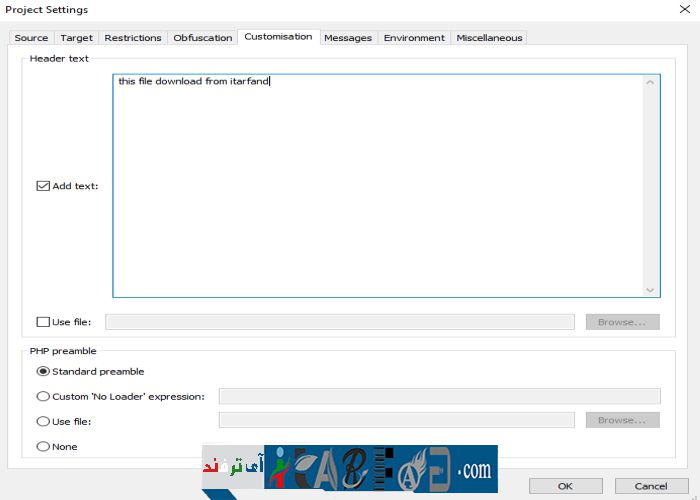 Project Settings
Source Target Restrictions Obfuscation Customisation Messages Environment Miscellaneous
Header text
this file download from itarfand
Add text:
Use file: Browse...
PHP preamble
Standard preamble
Custom 'No Loader' expression:
Use file: Browse...
None
آی ترفند
.com
OK Cancel